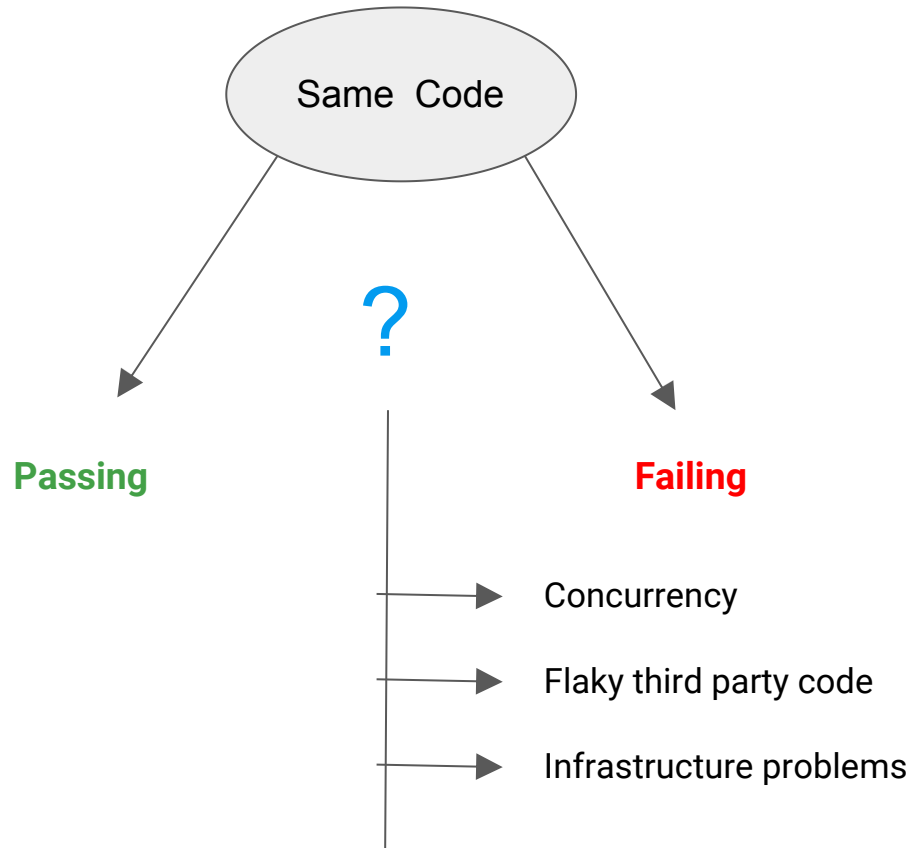 Same Code
?
Passing
Failing
Concurrency
Flaky third party code
Infrastructure problems